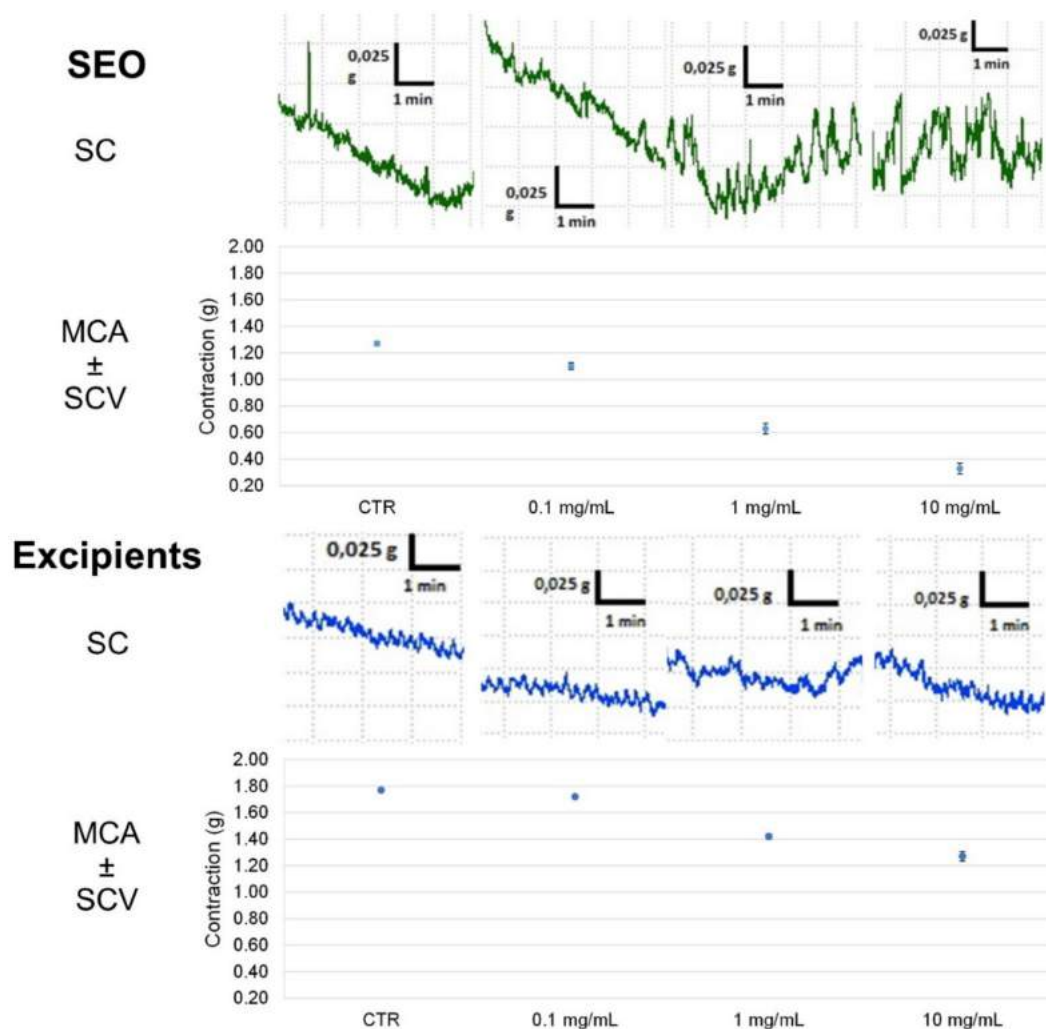 SEO
SC
0,025
g
1 min
0,025
g
1 min
0,025 g
1 min
0,025 g
1 min
MCA
±
SCV
Contraction (g)
2.00
1.80
1.60
1.40
1.20
1.00
0.80
0.60
0.40
0.20
CTR
0.1 mg/mL
1 mg/mL
10 mg/mL
Excipients
SC
0,025 g
1 min
0,025 g
1 min
0,025 g
1 min
0,025 g
1 min
MCA
±
SCV
Contraction (g)
2.00
1.80
1.60
1.40
1.20
1.00
0.80
0.60
0.40
0.20
CTR
0.1 mg/mL
1 mg/mL
10 mg/mL